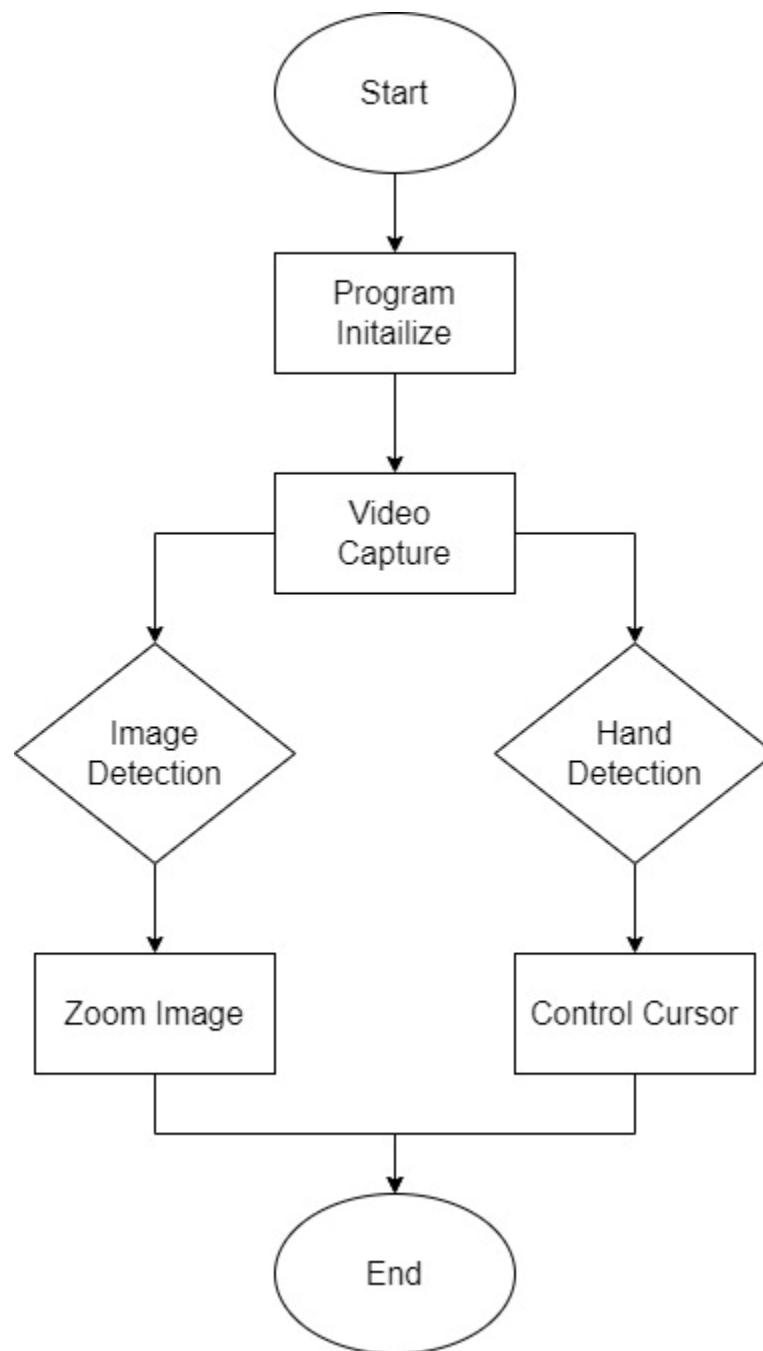 Start
Program
Initailize
Video
Capture
Image
Detection
Hand
Detection
Zoom Image
Control Cursor
End